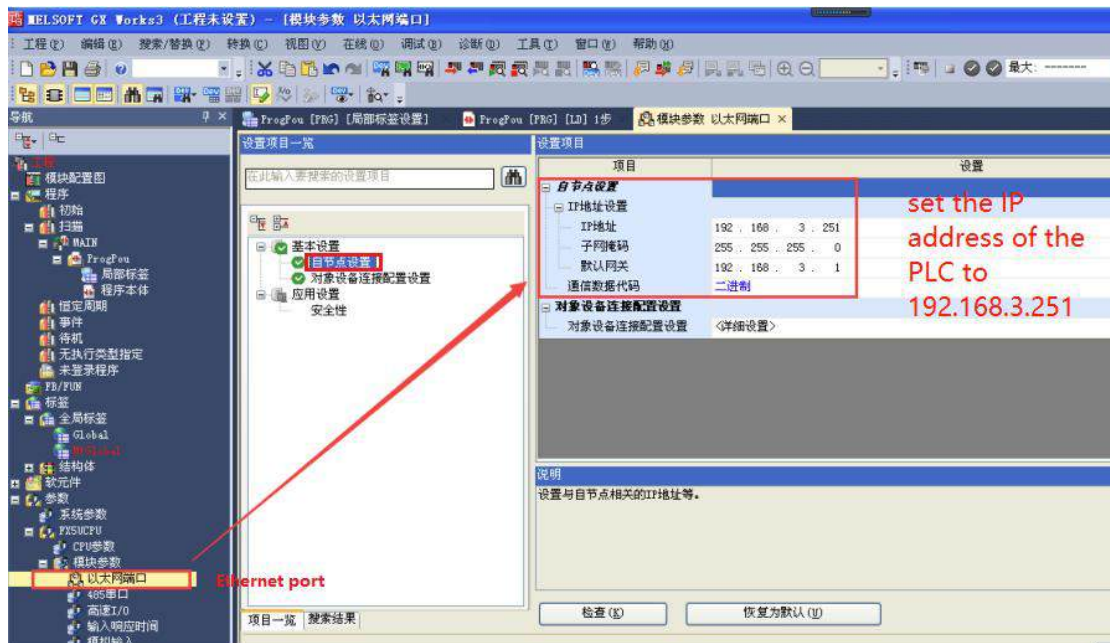 MELSOFT GX Works3 (工程未设置) - [模块参数 以太网端口]
工程(P) 编辑(E) 搜索/替换(F) 转换(C) 视图(V) 在线(O) 调试(B) 诊断(D) 工具(T) 窗口(W) 帮助(H)
最大: -------
导航
ProgPou [PRG] [局部标签设置]
ProgPou [PRG] [LD] 1步
模块参数 以太网端口
设置项目一览
设置项目
在此输入要搜索的设置项目
项目 设置
工程
模块配置图
程序
初始
扫描
MAIN
ProgPou
局部标签
程序本体
恒定周期
事件
待机
无执行类型指定
未登录程序
FB/FUN
标签
全局标签
Global
M+Global
结构体
软元件
参数
系统参数
FX5UCPU
CPU参数
模块参数
以太网端口
485串口
高速I/O
输入响应时间
模拟输入
基本设置
自节点设置
对象设备连接配置设置
应用设置
安全性
自节点设置
IP地址设置
IP地址 192 . 168 . 3 . 251
子网掩码 255 . 255 . 255 . 0
默认网关 192 . 168 . 3 . 1
通信数据代码 二进制
对象设备连接配置设置
对象设备连接配置设置 <详细设置>
set the IP
address of the
PLC to
192.168.3.251
说明
设置与自节点相关的IP地址等。
Ethernet port
项目一览 搜索结果
检查(K) 恢复为默认(U)